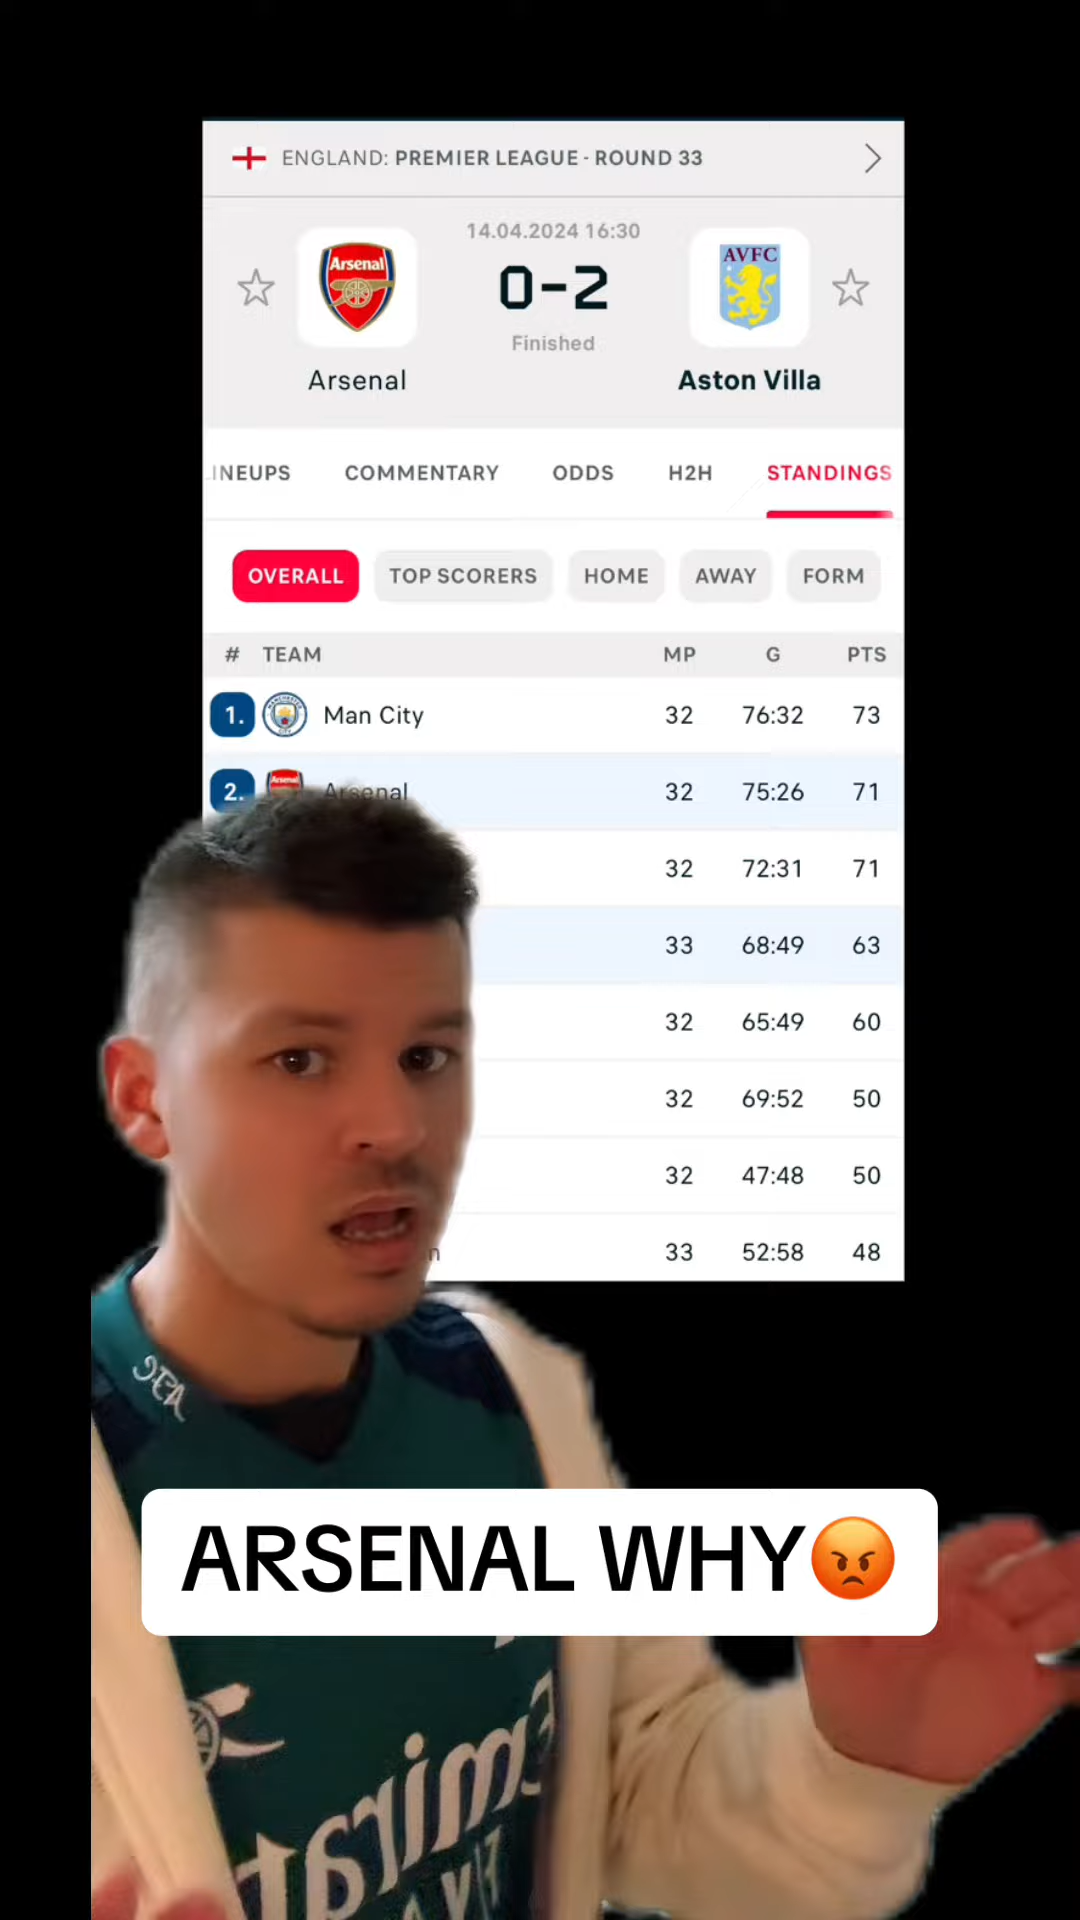 ENGLAND: PREMIER LEAGUE - ROUND 33
14.04.2024 16:30
Arsenal
0-2
AVFC
Finished
Arsenal
Aston Villa
INEUPS COMMENTARY ODDS H2H STANDINGS
OVERALL TOP SCORERS HOME AWAY FORM
# TEAM MP G PTS
1. Man City 32 76:32 73
2. Arsenal Arsenal 32 75:26 71
32 72:31 71
33 68:49 63
32 65:49 60
32 69:52 50
32 47:48 50
n 33 52:58 48
ARSENAL WHY😡
Emirat